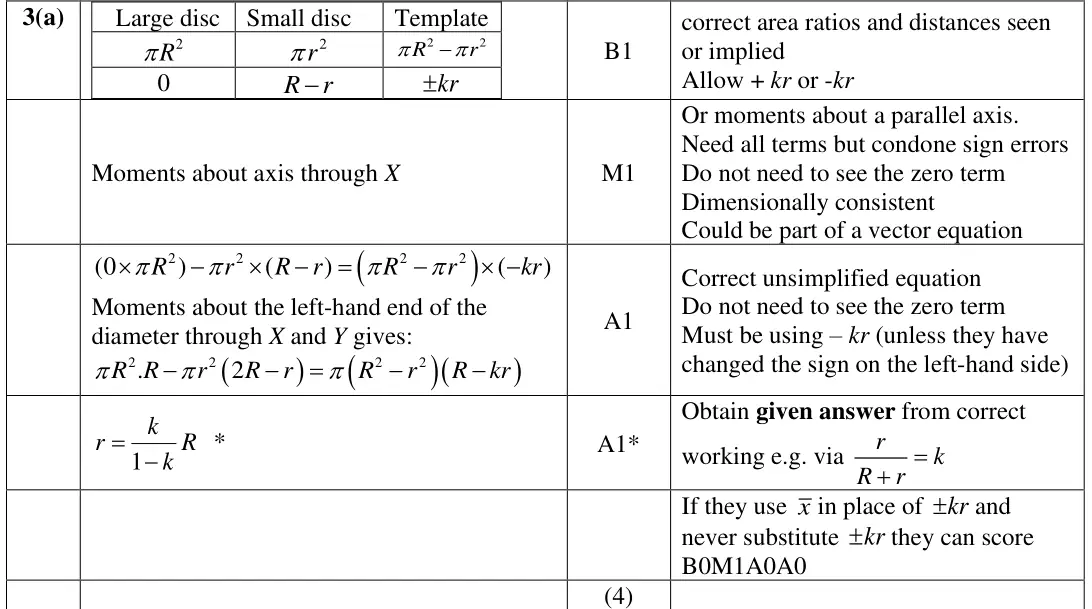 3(a)
Large disc Small disc Template
πR² πr² πR² − πr²
0 R − r ±kr
B1
correct area ratios and distances seen
or implied
Allow + kr or -kr
Moments about axis through X
M1
Or moments about a parallel axis.
Need all terms but condone sign errors
Do not need to see the zero term
Dimensionally consistent
Could be part of a vector equation
(0×πR²) − πr²×(R − r) = (πR² − πr²)×(−kr)
Moments about the left-hand end of the
diameter through X and Y gives:
πR².R − πr²(2R − r) = π(R² − r²)(R − kr)
A1
Correct unsimplified equation
Do not need to see the zero term
Must be using – kr (unless they have
changed the sign on the left-hand side)
r = k/(1−k) R *
A1*
Obtain given answer from correct
working e.g. via r/(R + r) = k
If they use x̄ in place of ±kr and
never substitute ±kr they can score
B0M1A0A0
(4)